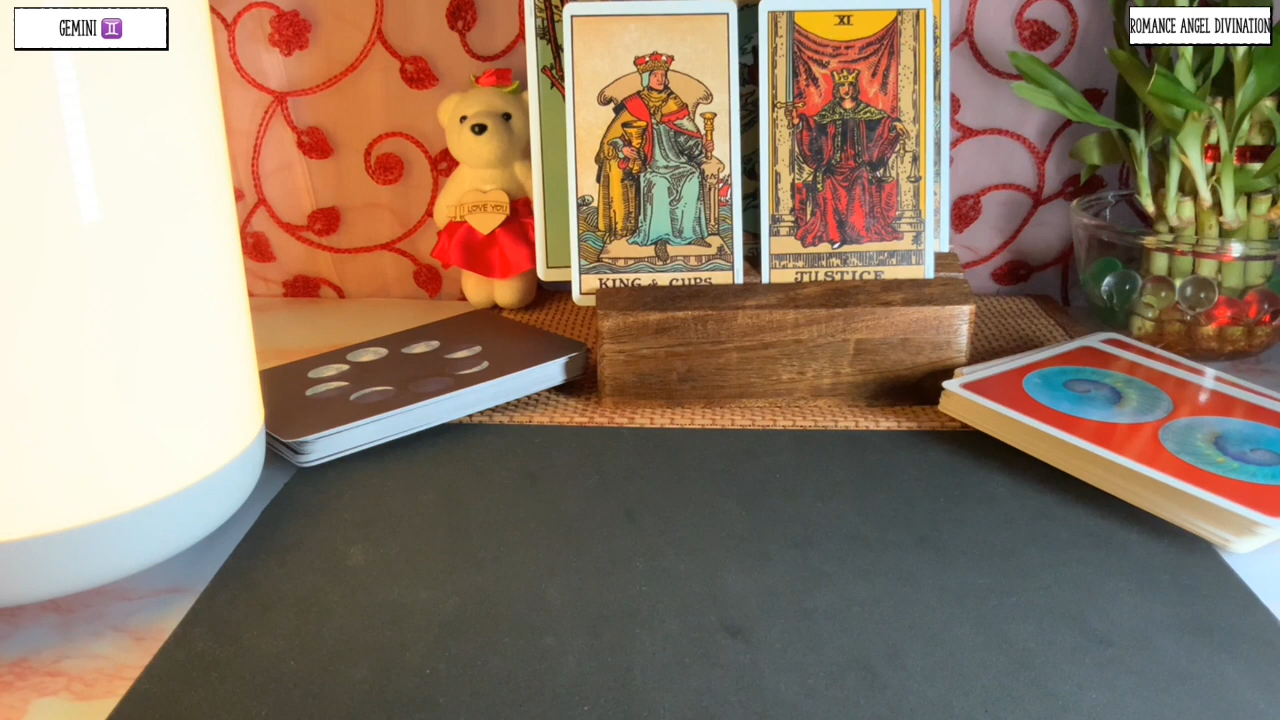 GEMINI ♊
ROMANCE ANGEL DIVINATION
XI
I LOVE YOU
KING of CUPS
JUSTICE